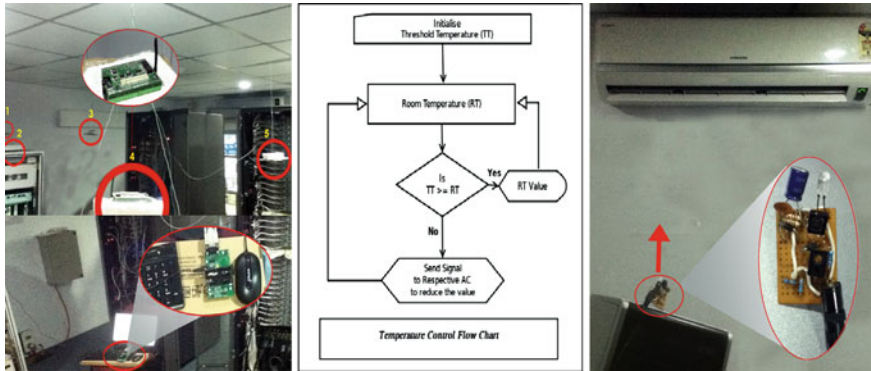 1
2
3
4
5
Initialise
Threshold Temperature (TT)
Room Temperature (RT)
Is
TT >= RT
Yes
RT Value
No
Send Signal
to Respective AC
to reduce the value
Temperature Control Flow Chart